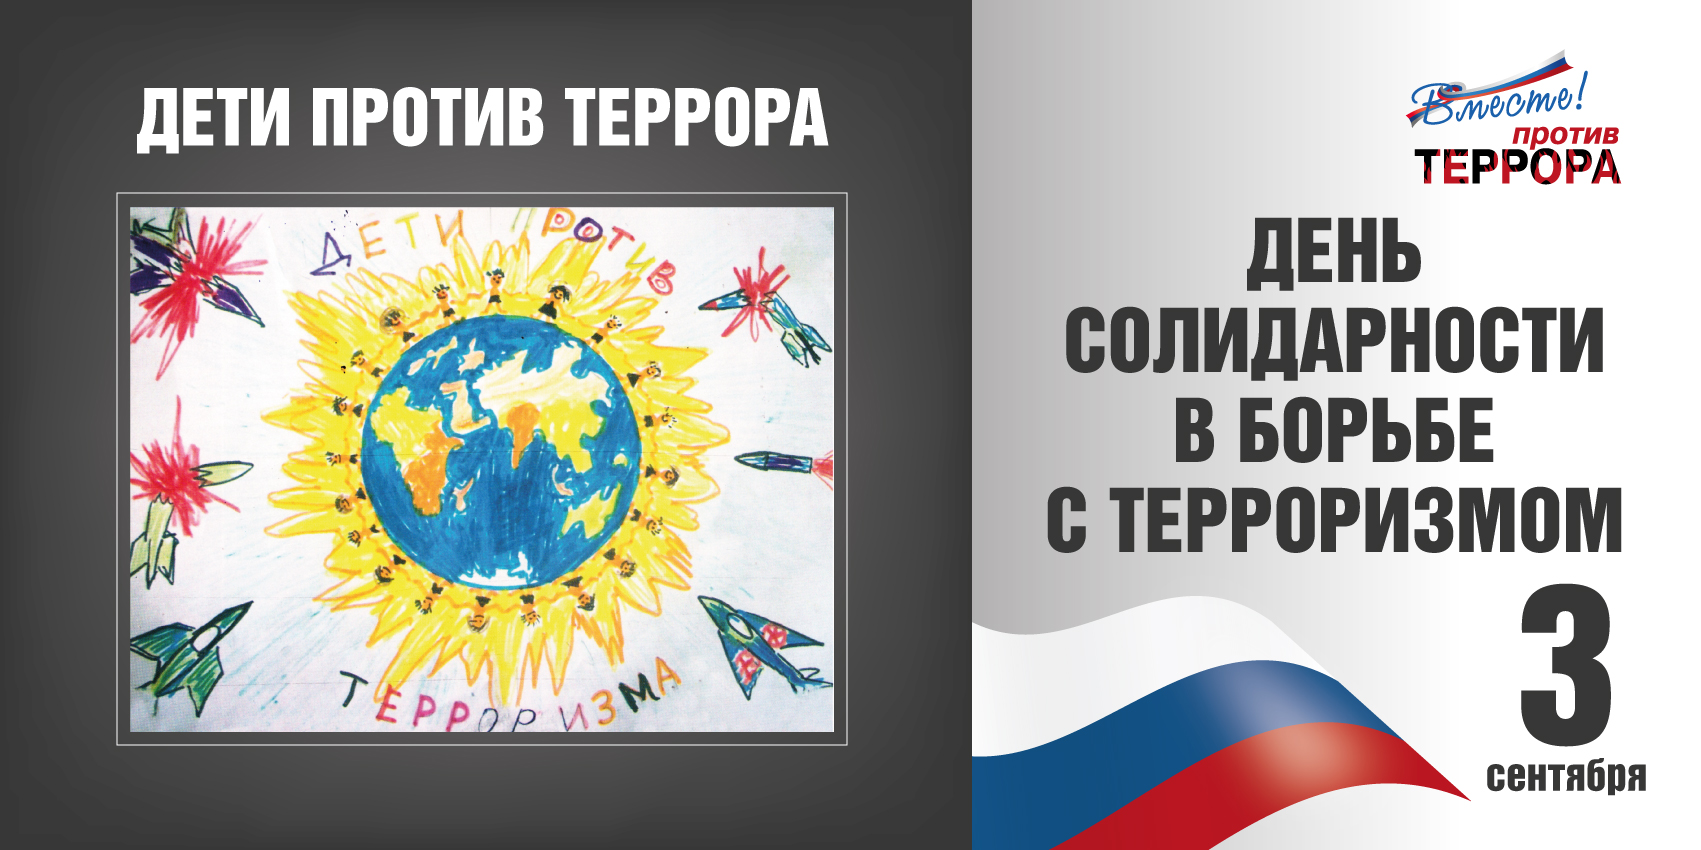 ДЕТИ ПРОТИВ ТЕРРОРА
ДЕТИ ПРОТИВ
ТЕРРОРИЗМА
Вместе!
против
ТЕРРОРА
ДЕНЬ
СОЛИДАРНОСТИ
В БОРЬБЕ
С ТЕРРОРИЗМОМ
3
сентября